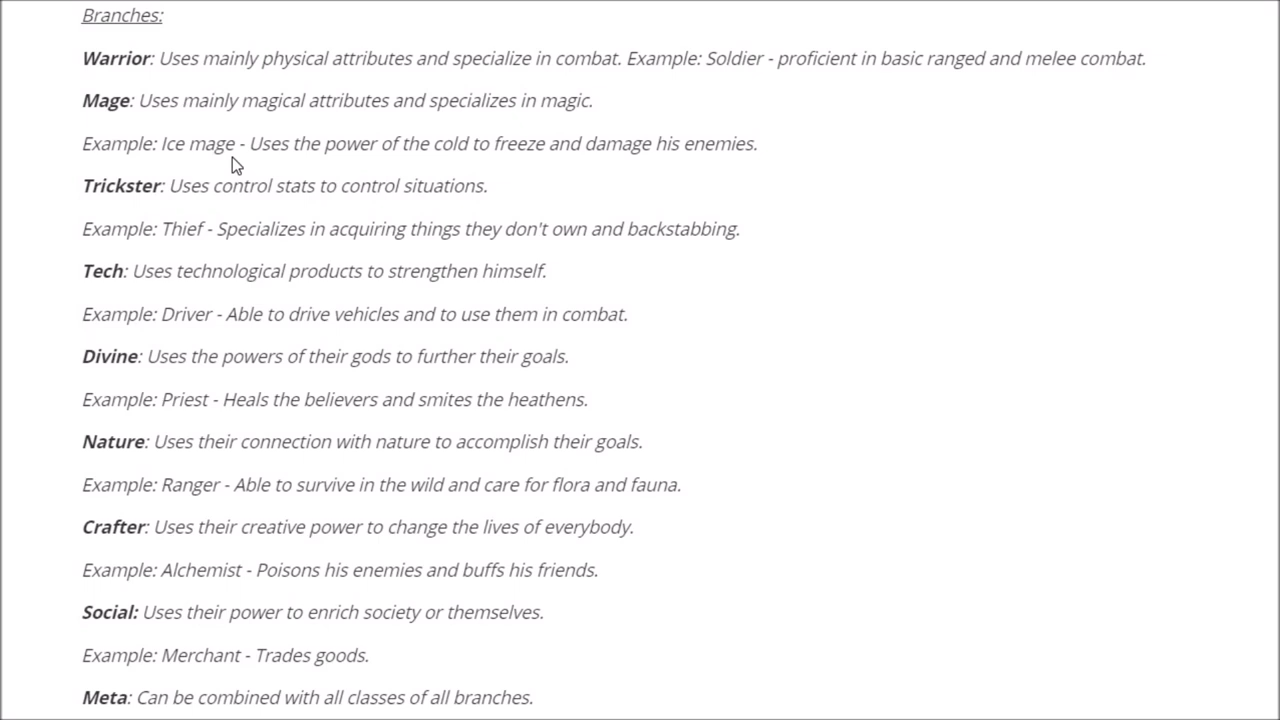 Branches:
Warrior: Uses mainly physical attributes and specialize in combat. Example: Soldier - proficient in basic ranged and melee combat.
Mage: Uses mainly magical attributes and specializes in magic.
Example: Ice mage - Uses the power of the cold to freeze and damage his enemies.
Trickster: Uses control stats to control situations.
Example: Thief - Specializes in acquiring things they don't own and backstabbing.
Tech: Uses technological products to strengthen himself.
Example: Driver - Able to drive vehicles and to use them in combat.
Divine: Uses the powers of their gods to further their goals.
Example: Priest - Heals the believers and smites the heathens.
Nature: Uses their connection with nature to accomplish their goals.
Example: Ranger - Able to survive in the wild and care for flora and fauna.
Crafter: Uses their creative power to change the lives of everybody.
Example: Alchemist - Poisons his enemies and buffs his friends.
Social: Uses their power to enrich society or themselves.
Example: Merchant - Trades goods.
Meta: Can be combined with all classes of all branches.